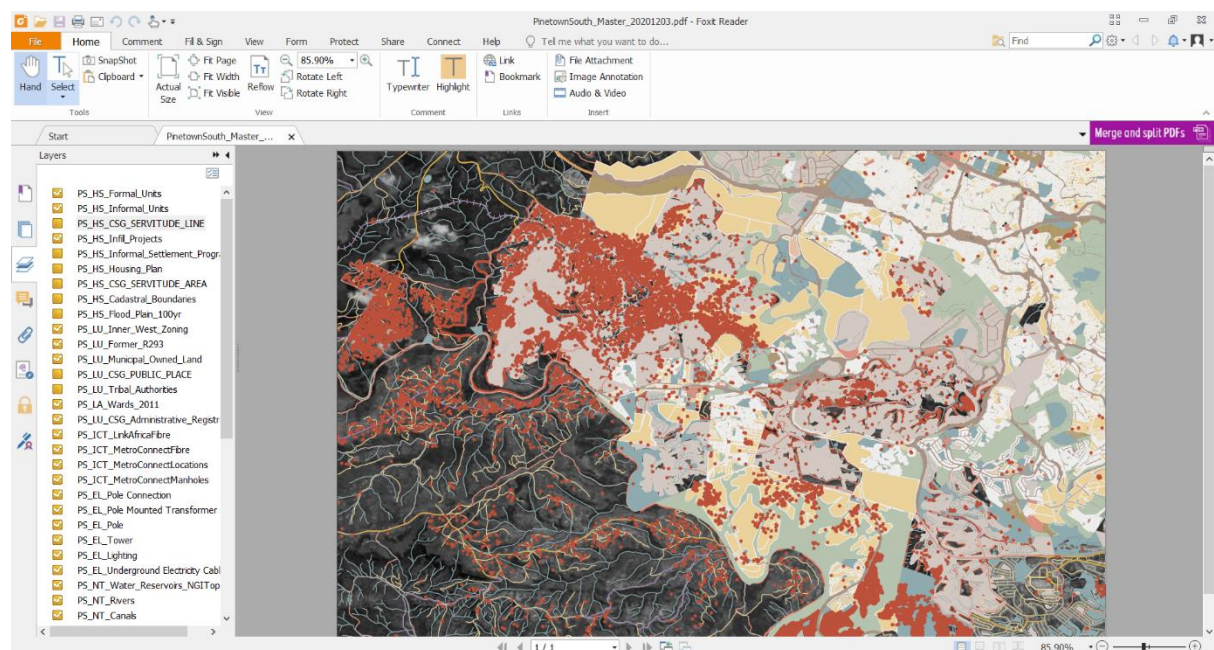 PinetownSouth_Master_20201203.pdf - Foxit Reader
File Home Comment Fill & Sign View Form Protect Share Connect Help Tell me what you want to do... Find
Hand
Select
SnapShot
Clipboard
Actual Size
Fit Page
Fit Width
Fit Visible
Reflow
85.90%
Rotate Left
Rotate Right
Typewriter
Highlight
Link
Bookmark
File Attachment
Image Annotation
Audio & Video
Tools View Comment Links Insert
Start PinetownSouth_Master_... Merge and split PDFs
Layers
PS_HS_Formal_Units
PS_HS_Informal_Units
PS_HS_CSG_SERVITUDE_LINE
PS_HS_Infil_Projects
PS_HS_Informal_Settlement_Progr
PS_HS_Housing_Plan
PS_HS_CSG_SERVITUDE_AREA
PS_HS_Cadastral_Boundaries
PS_HS_Flood_Plain_100yr
PS_LU_Inner_West_Zoning
PS_LU_Former_R293
PS_LU_Municipal_Owned_Land
PS_LU_CSG_PUBLIC_PLACE
PS_LU_Tribal_Authorities
PS_LA_Wards_2011
PS_LU_CSG_Administrative_Registr
PS_ICT_LinkAfricaFibre
PS_ICT_MetroConnectFibre
PS_ICT_MetroConnectLocations
PS_ICT_MetroConnectManholes
PS_EL_Pole Connection
PS_EL_Pole Mounted Transformer
PS_EL_Pole
PS_EL_Tower
PS_EL_Lighting
PS_EL_Underground Electricity Cabl
PS_NT_Water_Reservoirs_NGITop
PS_NT_Rivers
PS_NT_Canals
1 / 1 85.90%